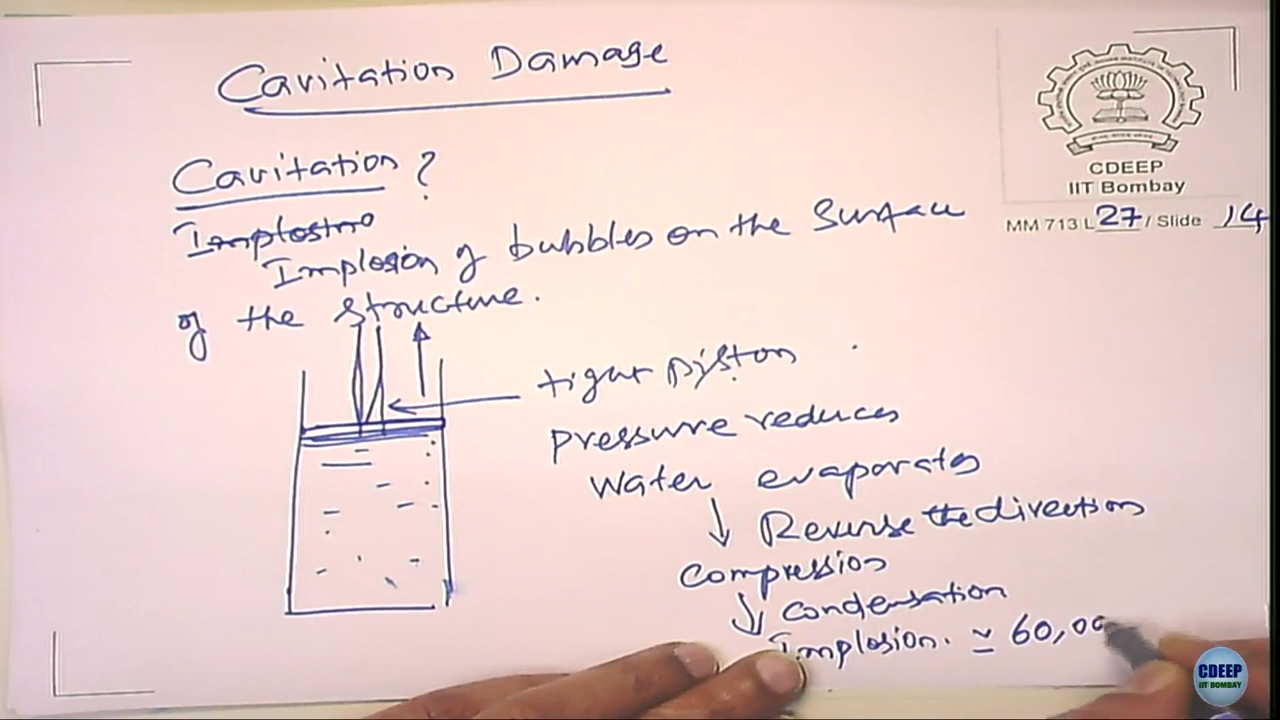 Cavitation Damage
CDEEP
IIT Bombay
MM 713 L 27 / Slide 14
Cavitation?
Implosino
Implosion of bubbles on the surface
of the structure.
tight piston
pressure reduces
Water evaporates
Reverse the direction
Compression
Condensation
Implosion. ≃ 60,00
CDEEP
IIT BOMBAY